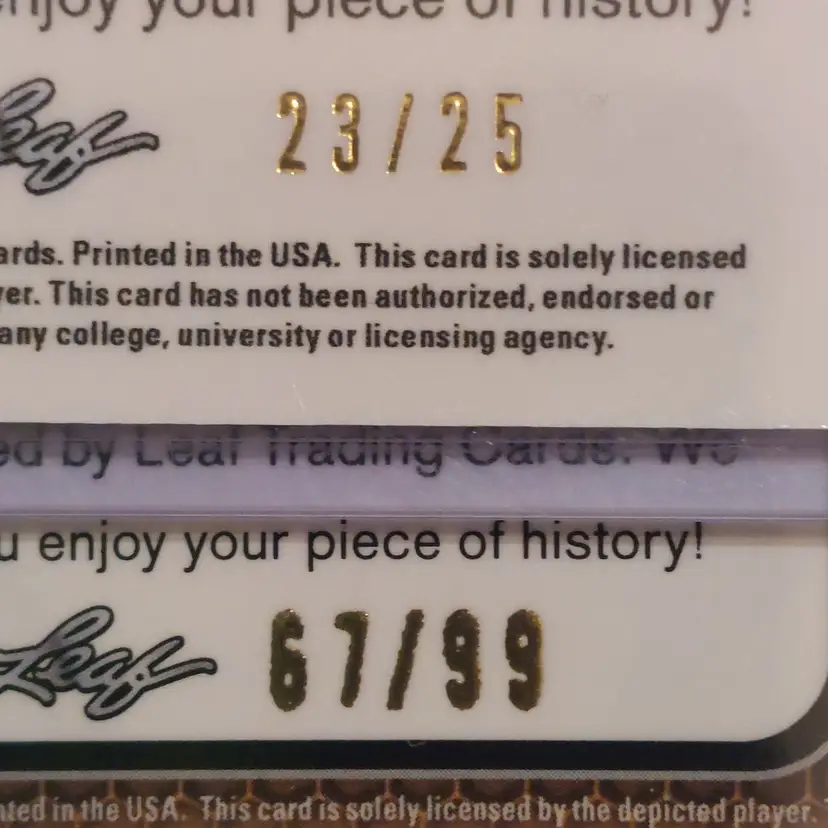 enjoy your piece of history!
Leaf
23/25
ards. Printed in the USA. This card is solely licensed
yer. This card has not been authorized, endorsed or
any college, university or licensing agency.
ed by Leaf Trading Cards. We
u enjoy your piece of history!
Leaf
67/99
nted in the USA. This card is solely licensed by the depicted player.